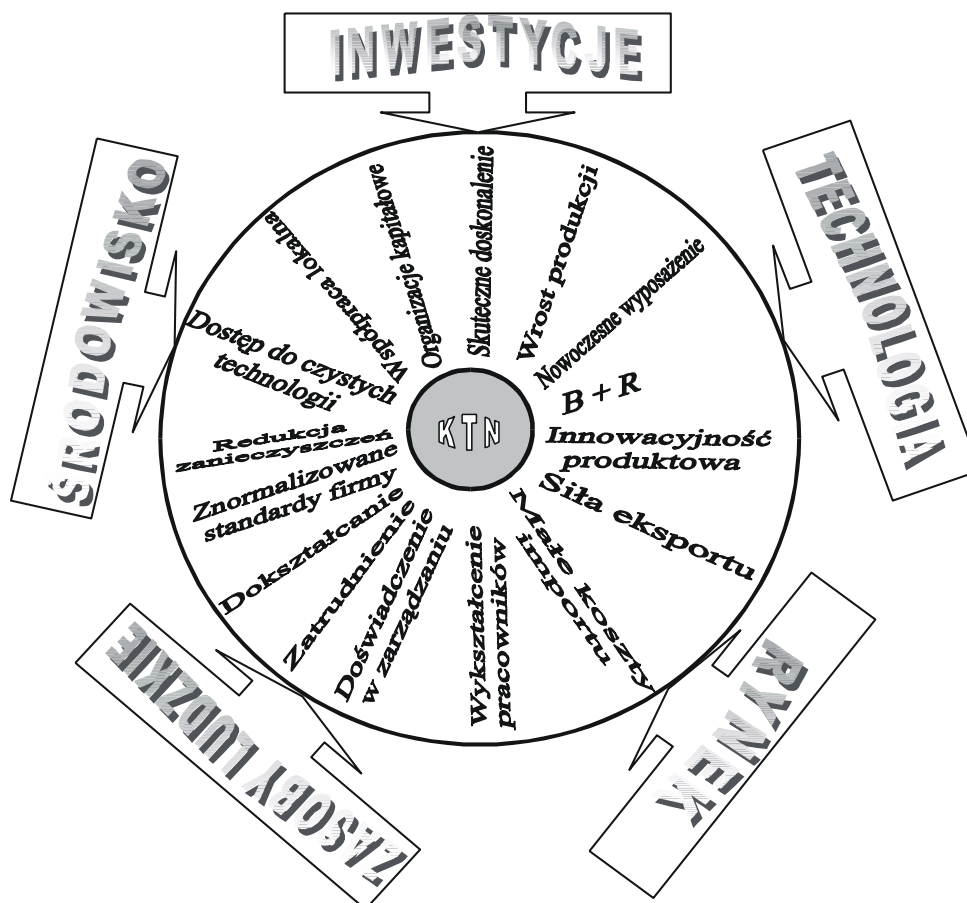 INWESTYCJE
TECHNOLOGIA
RYNEK
ZASOBY LUDZKIE
ŚRODOWISKO
Skuteczne doskonalenie
Wrost produkcji
Nowoczesne wyposażenie
B + R
Innowacyjność
produktowa
Siła eksportu
Małe koszty
importu
Wykształcenie
pracowników
Doświadczenie
w zarządzaniu
Zatrudnienie
Dokształcanie
Znormalizowane
standardy firmy
Redukcja
zanieczyszczeń
Dostęp do czystych
technologii
Współpraca lokalna
Organizacje kapitałowe
KTN